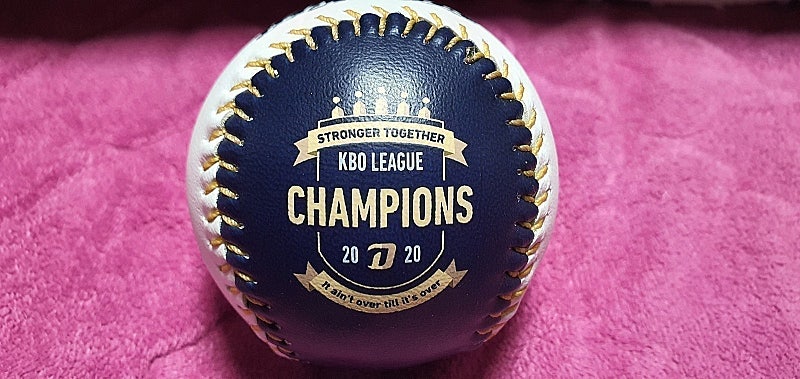 STRONGER TOGETHER
KBO LEAGUE
CHAMPIONS
20 D 20
It ain't over till it's over